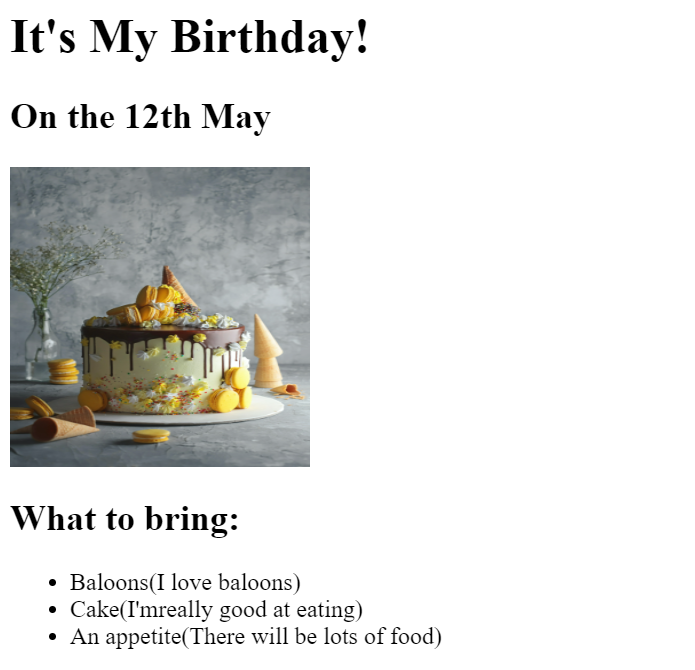 It's My Birthday!
On the 12th May
What to bring:
Baloons(I love baloons)
Cake(I'mreally good at eating)
An appetite(There will be lots of food)